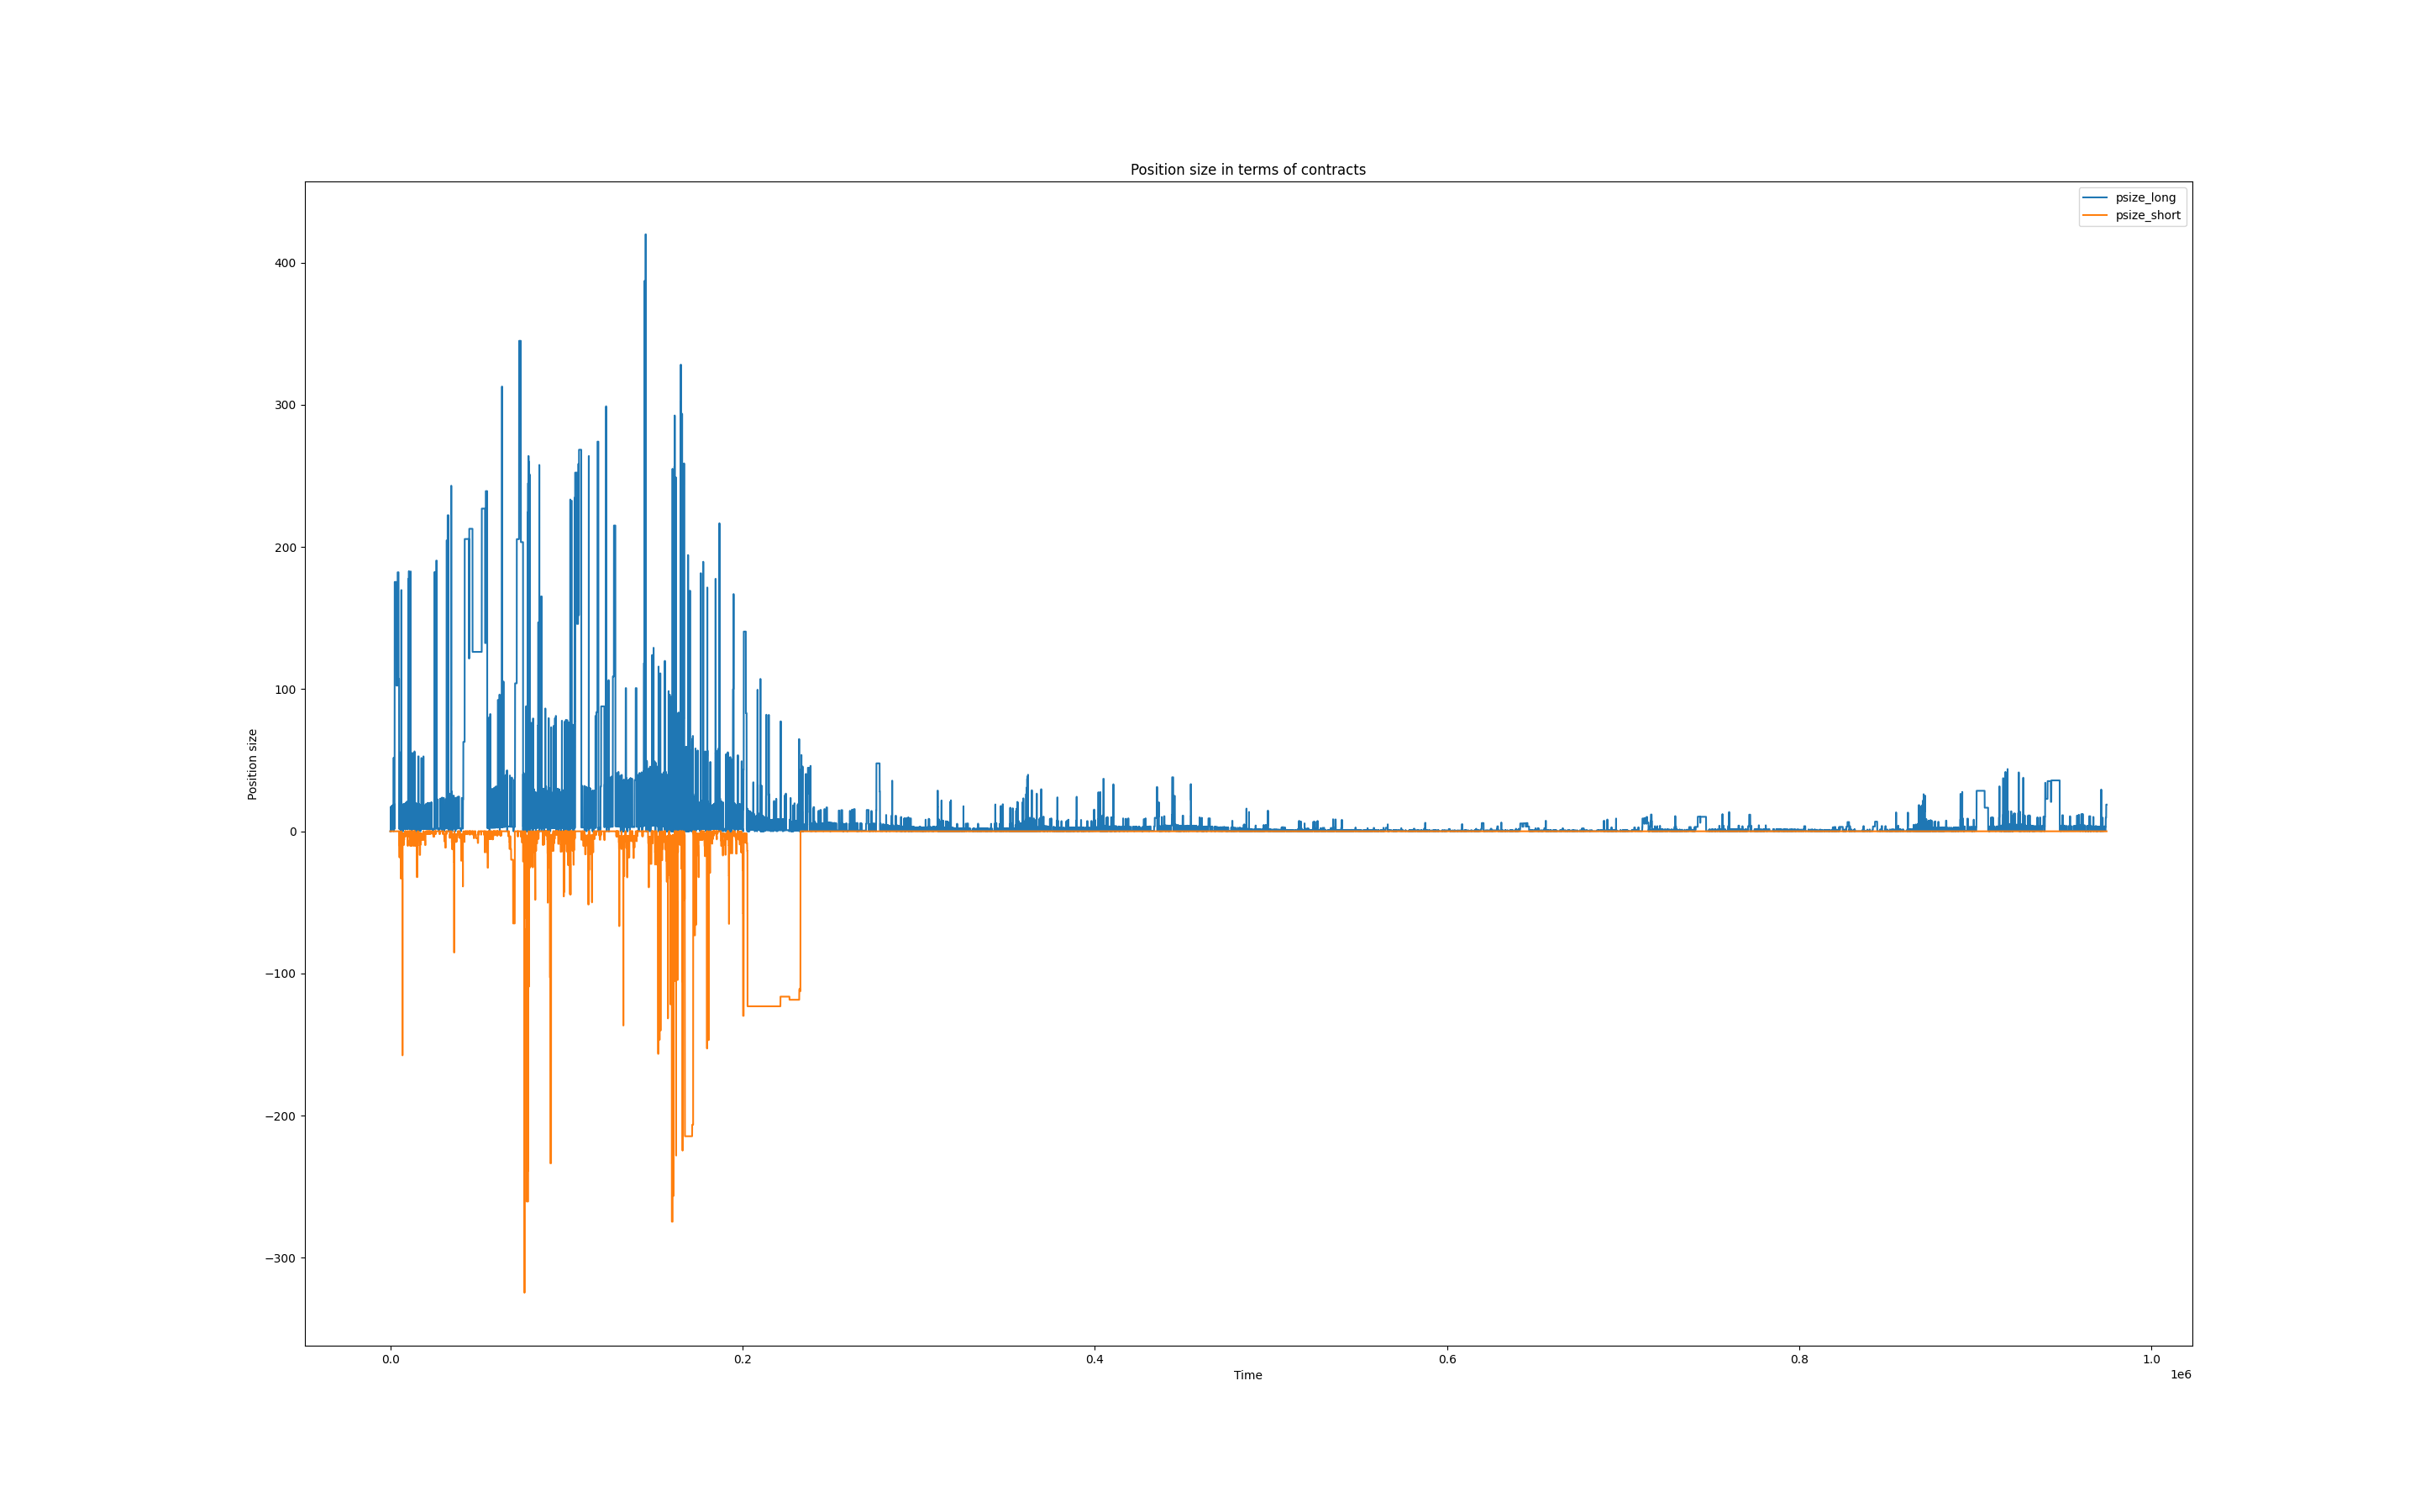 Position size in terms of contracts
psize_long
psize_short
Position size
400
300
200
100
0
−100
−200
−300
0.0
0.2
0.4
0.6
0.8
1.0
1e6
Time